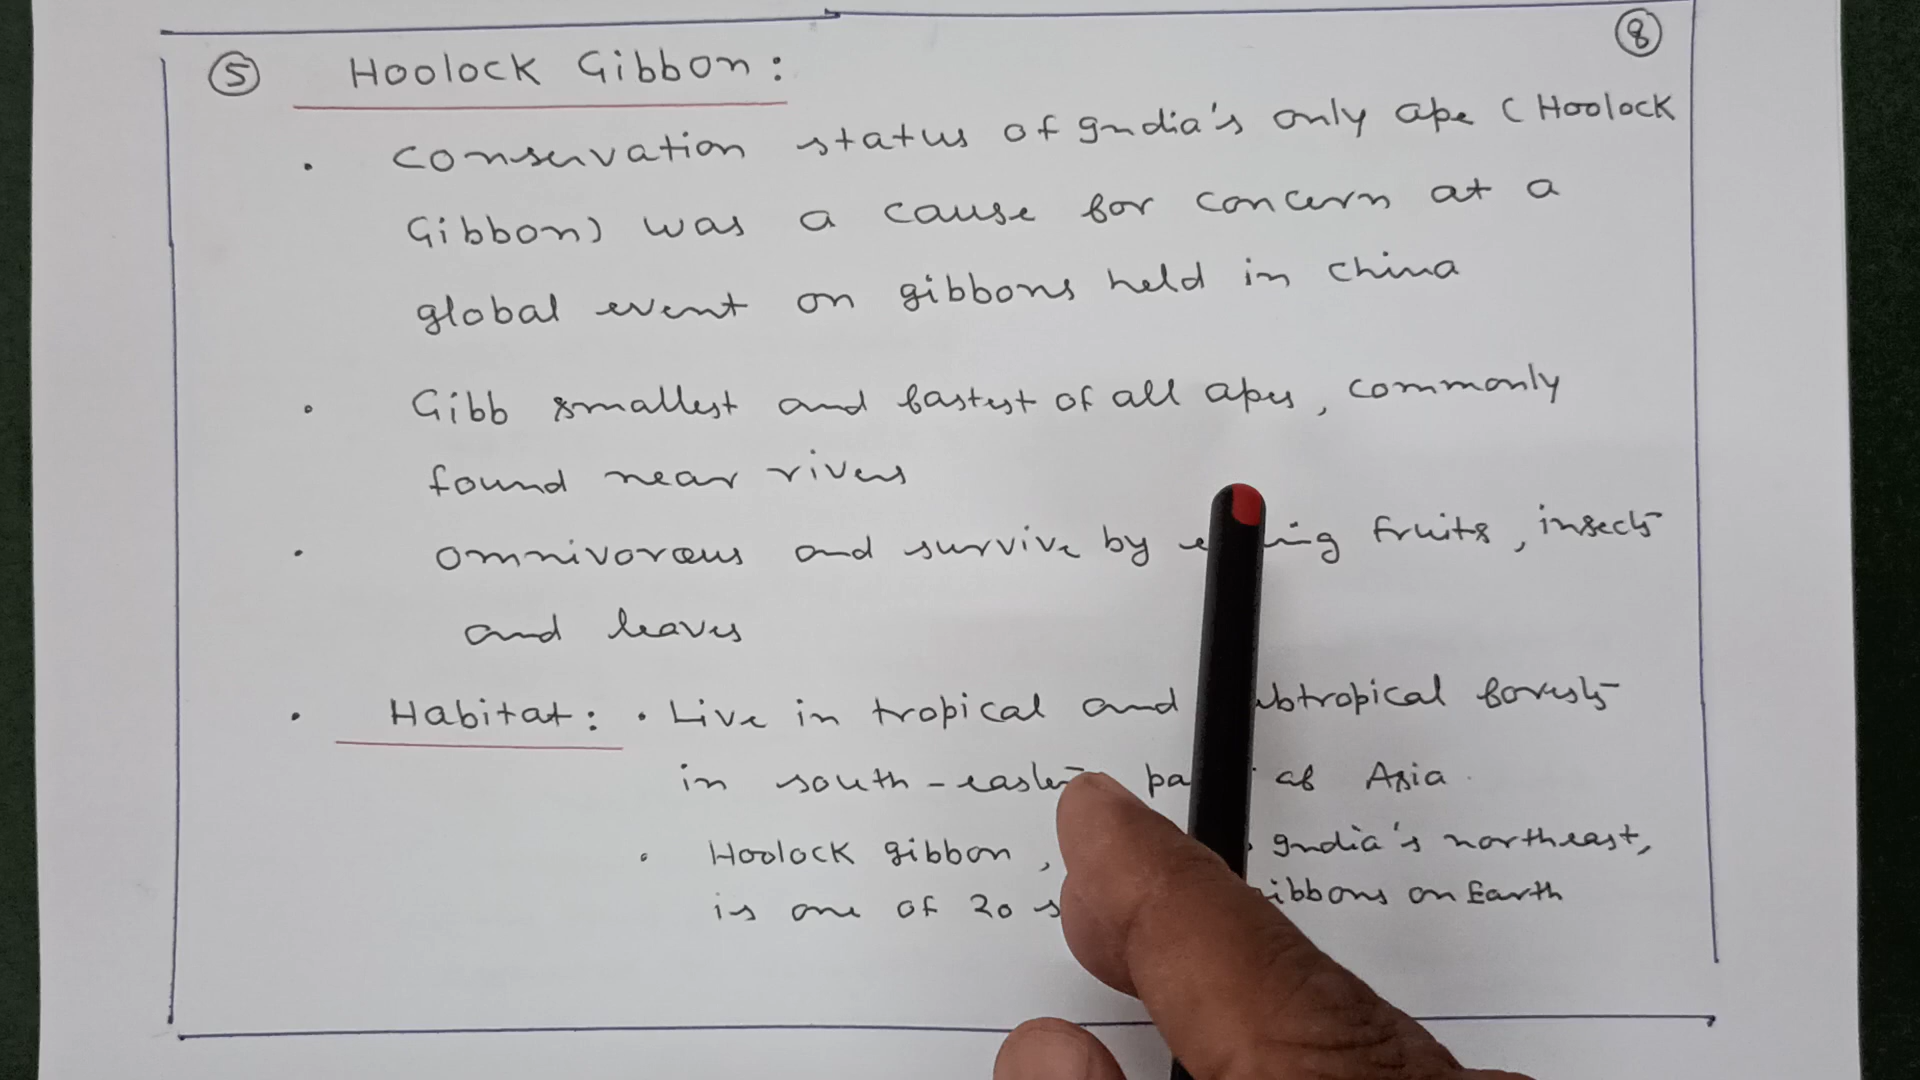 ⑤ Hoolock Gibbon: ⑧
. Conservation status of India's only ape (Hoolock
Gibbon) was a cause for concern at a
global event on gibbons held in china
. Gibb smallest and fastest of all apes, commonly
found near rivers
. omnivorous and survive by fruits, insects
and leaves
. Habitat: . Live in tropical and forests
in south-eastern of Asia.
. Hoolock gibbon, India's northeast,
is one of 20 on Earth